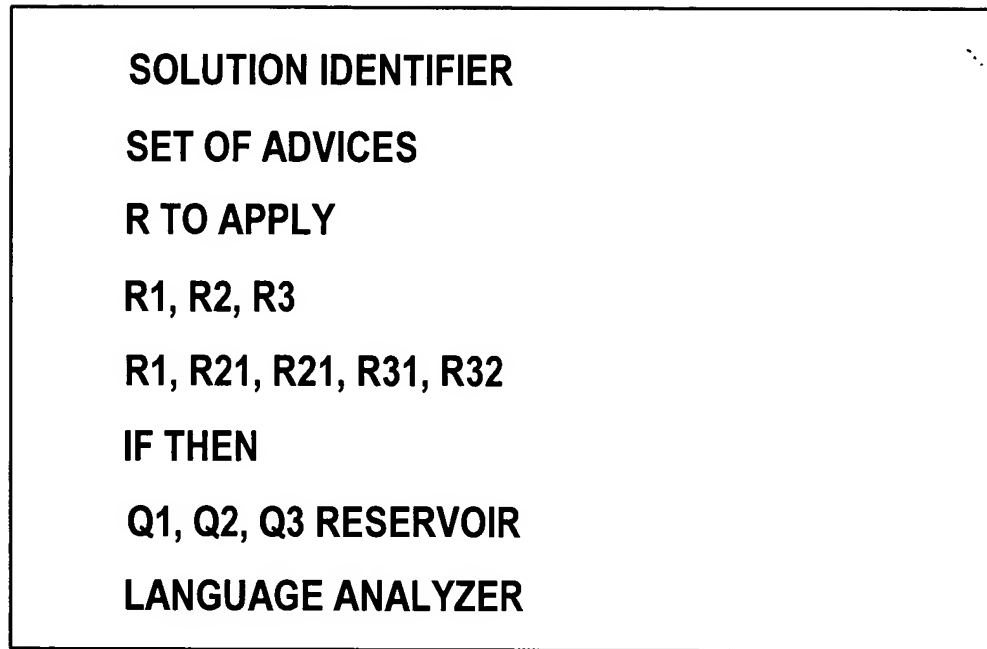 SOLUTION IDENTIFIER
SET OF ADVICES
R TO APPLY
R1, R2, R3
R1, R21, R21, R31, R32
IF THEN
Q1, Q2, Q3 RESERVOIR
LANGUAGE ANALYZER